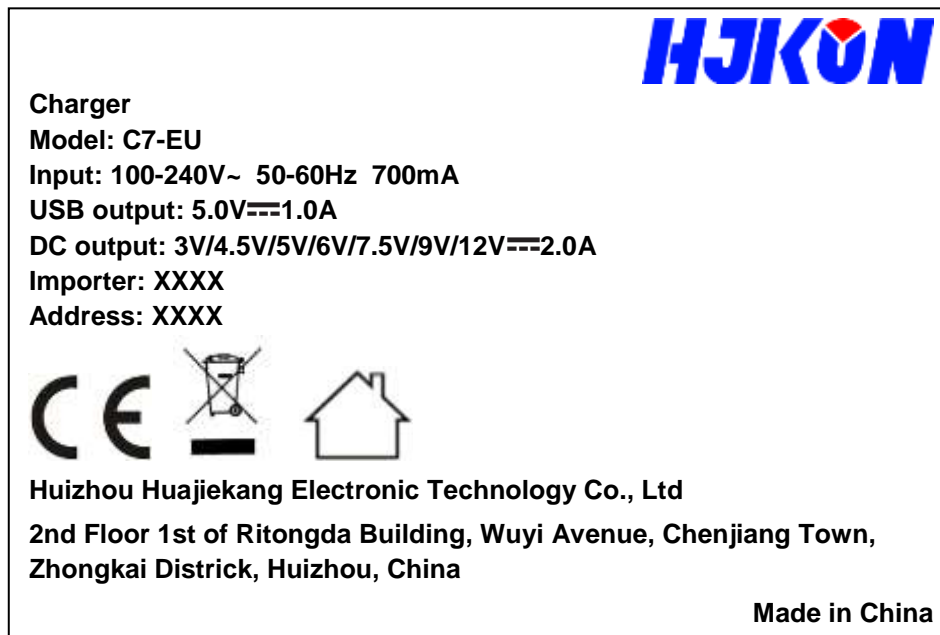 HJKON
Charger
Model: C7-EU
Input: 100-240V~ 50-60Hz 700mA
USB output: 5.0V⎓1.0A
DC output: 3V/4.5V/5V/6V/7.5V/9V/12V⎓2.0A
Importer: XXXX
Address: XXXX
CE
Huizhou Huajiekang Electronic Technology Co., Ltd
2nd Floor 1st of Ritongda Building, Wuyi Avenue, Chenjiang Town,
Zhongkai Districk, Huizhou, China
Made in China